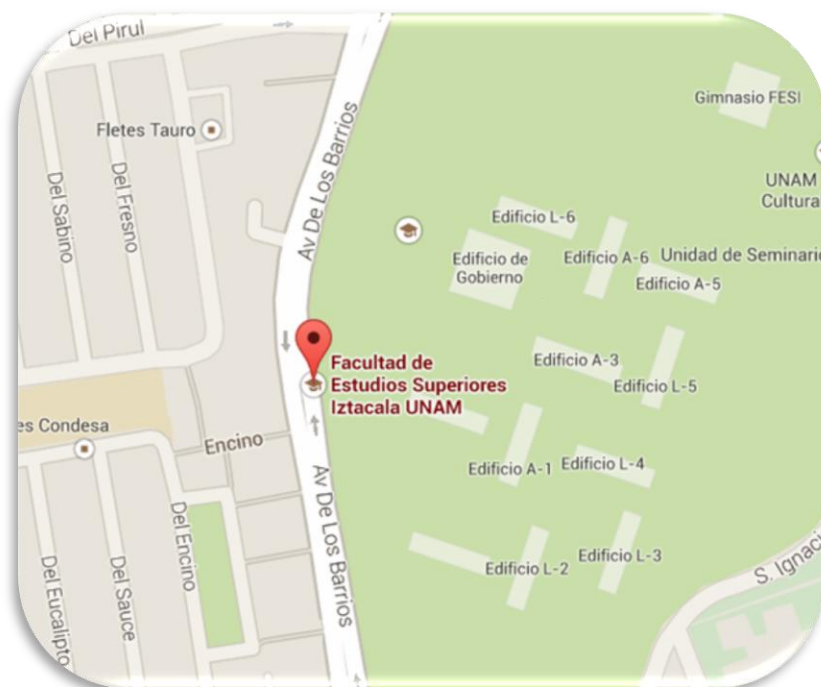 Del Pirul
Gimnasio FESI
Fletes Tauro
Av De Los Barrios
UNAM
Cultura
Del Sabino
Del Fresno
Edificio L-6
Edificio de
Gobierno
Edificio A-6
Unidad de Seminario
Edificio A-5
Edificio A-3
Facultad de
Estudios Superiores
Iztacala UNAM
Edificio L-5
es Condesa
Encino
Edificio A-1
Edificio L-4
Av De Los Barrios
Del Encino
Edificio L-2
Edificio L-3
S. Ignaci
Del Eucalipto
Del Sauce